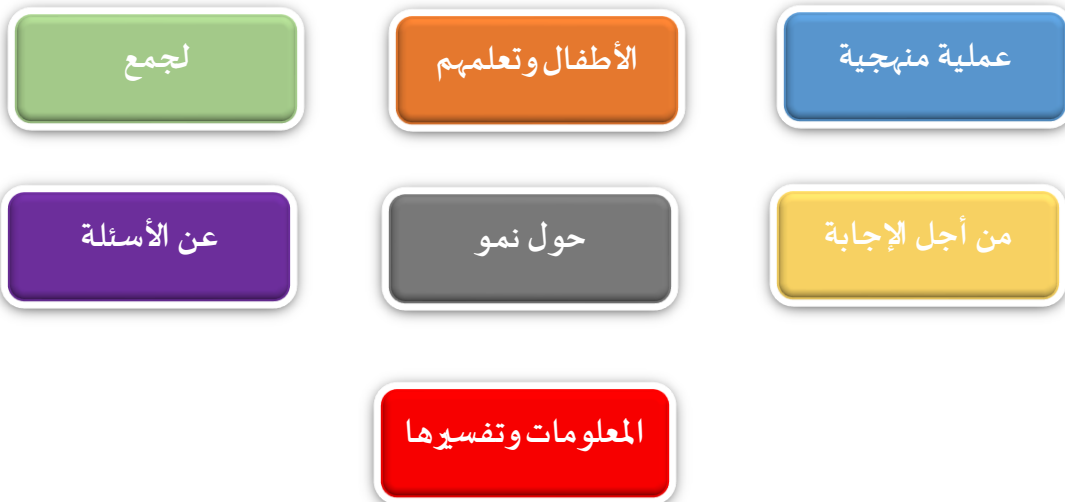 عملية منهجية
الأطفال وتعلمهم
لجمع
من أجل الإجابة
حول نمو
عن الأسئلة
المعلومات وتفسيرها